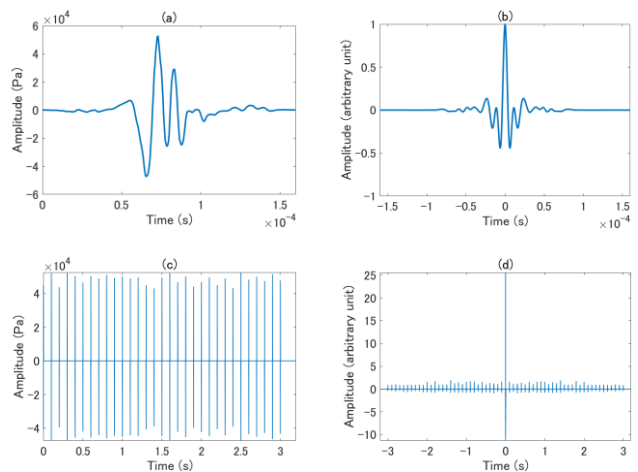 (a)
×10⁴
6
4
2
0
-2
-4
-6
0 0.5 1 1.5
×10⁻⁴
Time (s)
Amplitude (Pa)
(b)
1
0.5
0
-0.5
-1
-1.5 -1 -0.5 0 0.5 1 1.5
×10⁻⁴
Time (s)
Amplitude (arbitrary unit)
(c)
×10⁴
4
2
0
-2
-4
0 0.5 1 1.5 2 2.5 3
Time (s)
Amplitude (Pa)
(d)
25
20
15
10
5
0
-5
-10
-3 -2 -1 0 1 2 3
Time (s)
Amplitude (arbitrary unit)